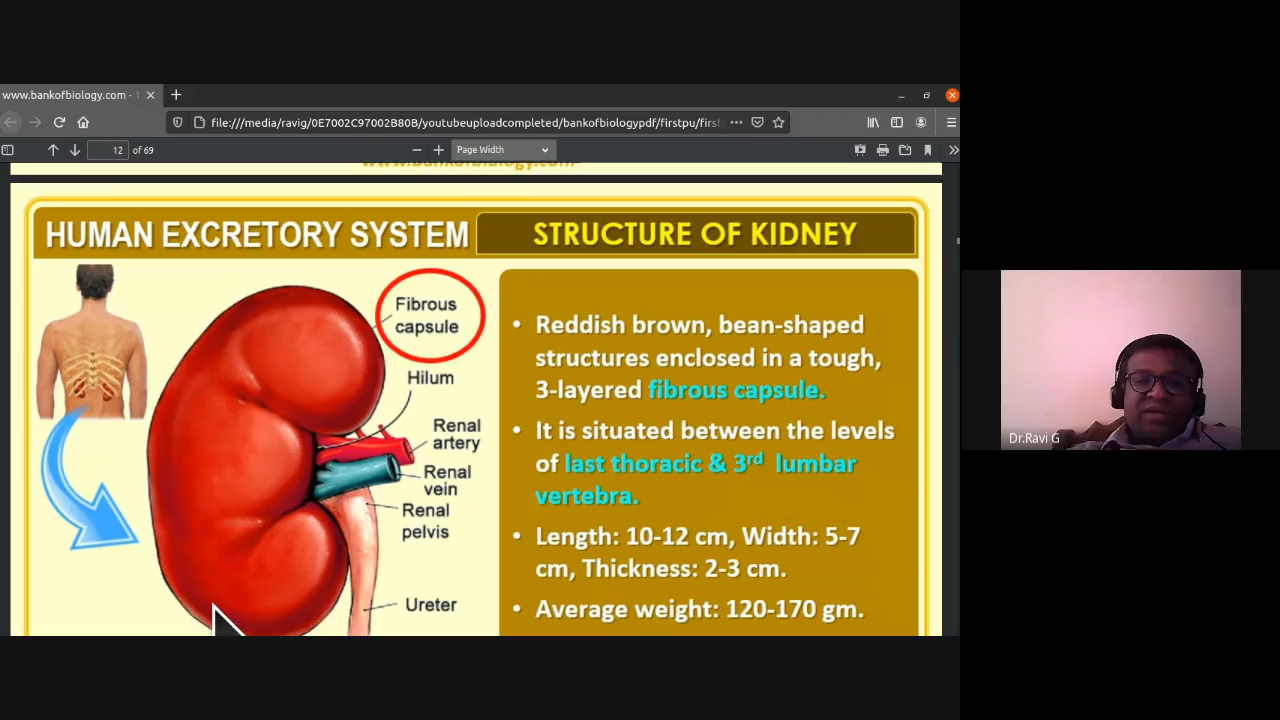 www.bankofbiology.com -
file:///media/ravig/0E7002C97002B80B/youtubeuploadcompleted/bankofbiologypdf/firstpu/first
12 of 69
Page Width
www.bankofbiology.com
HUMAN EXCRETORY SYSTEM
STRUCTURE OF KIDNEY
Fibrous
capsule
Hilum
Renal
artery
Renal
vein
Renal
pelvis
Ureter
• Reddish brown, bean-shaped
structures enclosed in a tough,
3-layered fibrous capsule.
• It is situated between the levels
of last thoracic & 3rd lumbar
vertebra.
• Length: 10-12 cm, Width: 5-7
cm, Thickness: 2-3 cm.
• Average weight: 120-170 gm.
Dr.Ravi G